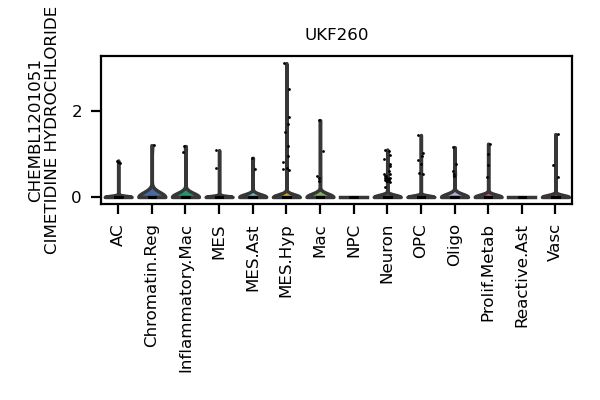 UKF260
CHEMBL1201051
CIMETIDINE HYDROCHLORIDE
2
0
AC
Chromatin.Reg
Inflammatory.Mac
MES
MES.Ast
MES.Hyp
Mac
NPC
Neuron
OPC
Oligo
Prolif.Metab
Reactive.Ast
Vasc